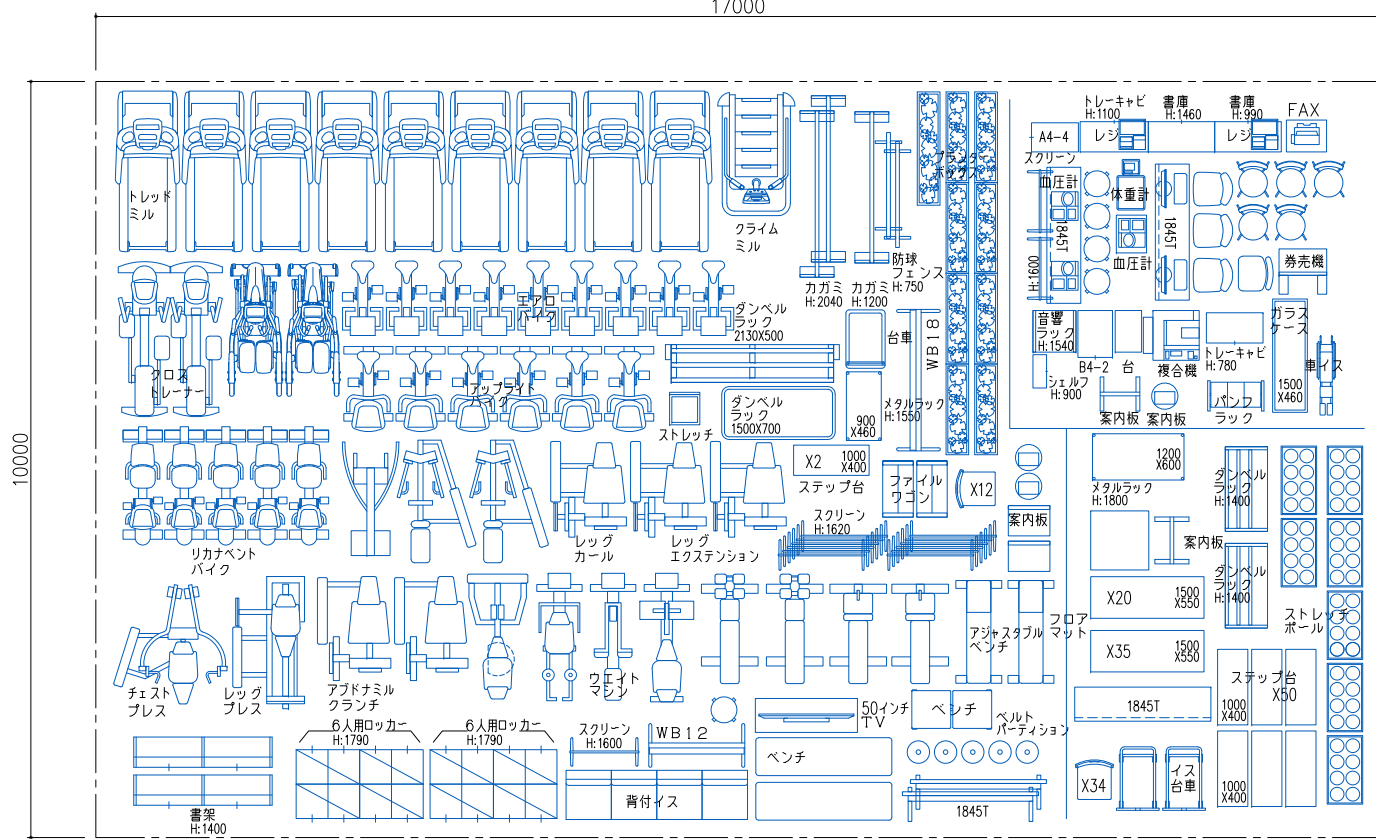 17000
10000
トレーキャビ
H:1100
書庫
H:1460
書庫
H:990
FAX
A4-4
レジ
レジ
スクリーン
血圧計
体重計
1845T
1845T
血圧計
H:1600
券売機
プランタ
ボックス
トレッド
ミル
クライム
ミル
カガミ
H:2040
カガミ
H:1200
防球
フェンス
H:750
エアロ
バイク
ダンベル
ラック
2130X500
台車
WB18
音響
ラック
H:1540
B4-2
台
複合機
トレーキャビ
H:780
ガラス
ケース
1500
X460
車イス
シェルフ
H:900
案内板
案内板
パンフ
ラック
クロス
トレーナー
アップライト
バイク
ストレッチ
ダンベル
ラック
1500X700
900
X460
メタルラック
H:1550
X2
1000
X400
ステップ台
ファイル
ワゴン
X12
案内板
1200
X600
メタルラック
H:1800
ダンベル
ラック
H:1400
案内板
ダンベル
ラック
H:1400
リカナベント
バイク
レッグ
カール
レッグ
エクステンション
スクリーン
H:1620
X20
1500
X550
ストレッチ
ポール
X35
1500
X550
チェスト
プレス
レッグ
プレス
アブドナミル
クランチ
ウエイト
マシン
アジャスタブル
ベンチ
フロア
マット
ステップ台
X50
1000
X400
1845T
6人用ロッカー
H:1790
6人用ロッカー
H:1790
スクリーン
H:1600
WB12
50インチ
TV
ベンチ
ベルト
パーティション
ベンチ
背付イス
1845T
書架
H:1400
X34
イス
台車
1000
X400